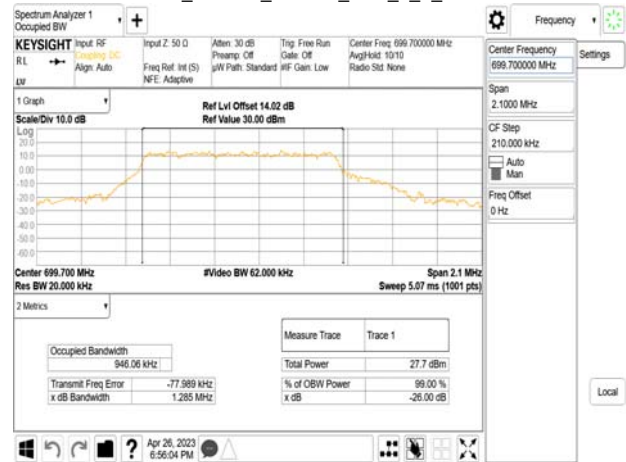 Spectrum Analyzer 1
Occupied BW
Frequency
KEYSIGHT
RL
Input: RF
Coupling: DC
Align: Auto
Input Z: 50 Ω
Freq Ref: Int (S)
NFE: Adaptive
Atten: 30 dB
Preamp: Off
µW Path: Standard
Trig: Free Run
Gate: Off
#IF Gain: Low
Center Freq: 699.700000 MHz
Avg|Hold: 10/10
Radio Std: None
Center Frequency
699.700000 MHz
Settings
Span
2.1000 MHz
CF Step
210.000 kHz
Auto
Man
Freq Offset
0 Hz
Local
1 Graph
Scale/Div 10.0 dB
Ref Lvl Offset 14.02 dB
Ref Value 30.00 dBm
Log
20.0
10.0
0.00
-10.0
-20.0
-30.0
-40.0
-50.0
-60.0
Center 699.700 MHz
Res BW 20.000 kHz
#Video BW 62.000 kHz
Span 2.1 MHz
Sweep 5.07 ms (1001 pts)
2 Metrics
Measure Trace
Trace 1
Occupied Bandwidth
946.06 kHz
Total Power
27.7 dBm
Transmit Freq Error
-77.989 kHz
% of OBW Power
99.00 %
x dB Bandwidth
1.285 MHz
x dB
-26.00 dB
?
Apr 26, 2023
6:56:04 PM